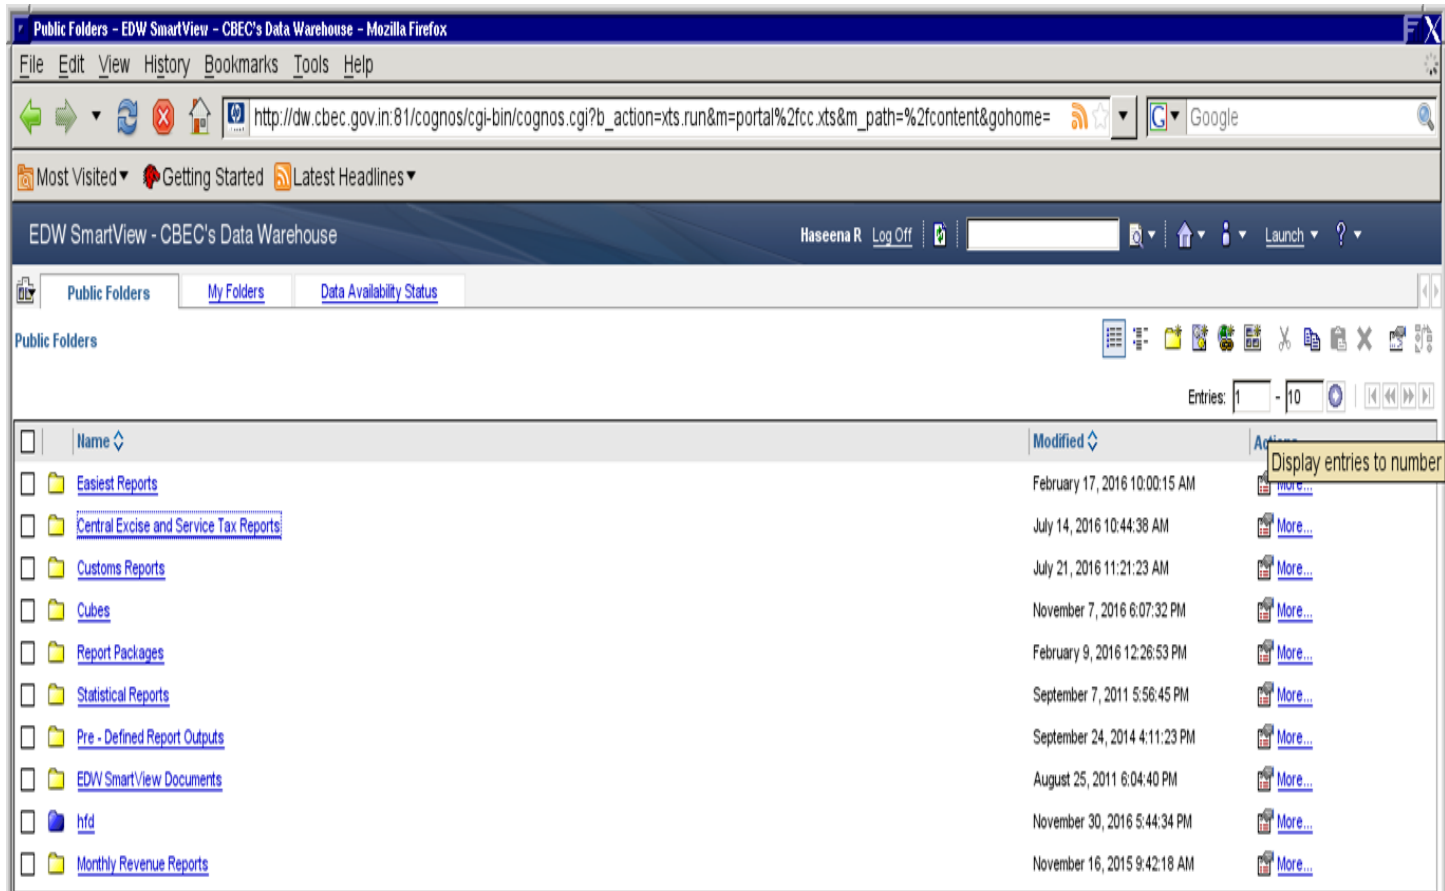 Public Folders - EDW SmartView - CBEC's Data Warehouse - Mozilla Firefox
File Edit View History Bookmarks Tools Help
http://dw.cbec.gov.in:81/cognos/cgi-bin/cognos.cgi?b_action=xts.run&m=portal%2fcc.xts&m_path=%2fcontent&gohome= G Google
Most Visited Getting Started Latest Headlines
EDW SmartView - CBEC's Data Warehouse Haseena R Log Off Launch ?
Public Folders My Folders Data Availability Status
Public Folders
Entries: 1 - 10
Name Modified
Display entries to number
Easiest Reports February 17, 2016 10:00:15 AM More...
Central Excise and Service Tax Reports July 14, 2016 10:44:38 AM More...
Customs Reports July 21, 2016 11:21:23 AM More...
Cubes November 7, 2016 6:07:32 PM More...
Report Packages February 9, 2016 12:26:53 PM More...
Statistical Reports September 7, 2011 5:56:45 PM More...
Pre - Defined Report Outputs September 24, 2014 4:11:23 PM More...
EDW SmartView Documents August 25, 2011 6:04:40 PM More...
hfd November 30, 2016 5:44:34 PM More...
Monthly Revenue Reports November 16, 2015 9:42:18 AM More...